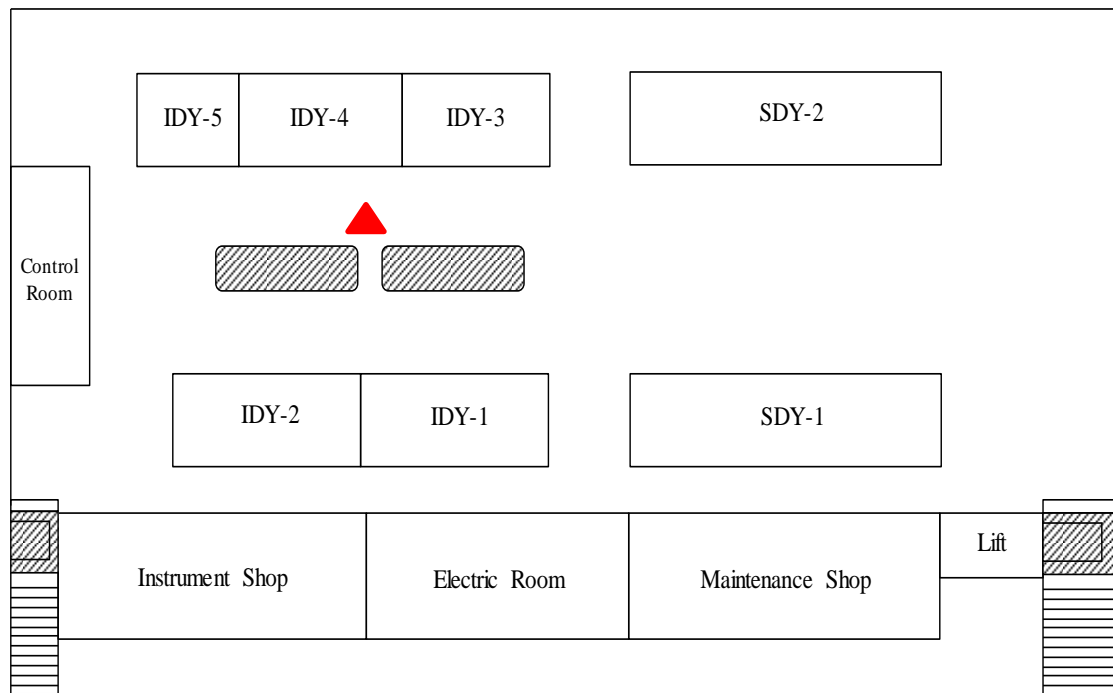 IDY-5
IDY-4
IDY-3
SDY-2
Control
Room
IDY-2
IDY-1
SDY-1
Lift
Instrument Shop
Electric Room
Maintenance Shop